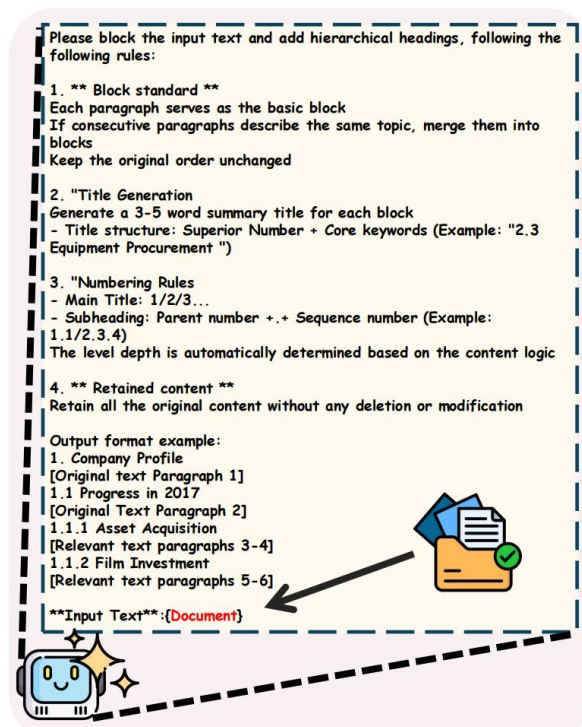 Please block the input text and add hierarchical headings, following the
following rules:
1. ** Block standard **
Each paragraph serves as the basic block
If consecutive paragraphs describe the same topic, merge them into
blocks
Keep the original order unchanged
2. "Title Generation
Generate a 3-5 word summary title for each block
- Title structure: Superior Number + Core keywords (Example: "2.3
Equipment Procurement ")
3. "Numbering Rules
- Main Title: 1/2/3...
- Subheading: Parent number +.+ Sequence number (Example:
1.1/2.3.4)
The level depth is automatically determined based on the content logic
4. ** Retained content **
Retain all the original content without any deletion or modification
Output format example:
1. Company Profile
[Original text Paragraph 1]
1.1 Progress in 2017
[Original Text Paragraph 2]
1.1.1 Asset Acquisition
[Relevant text paragraphs 3-4]
1.1.2 Film Investment
[Relevant text paragraphs 5-6]
**Input Text**:{Document}